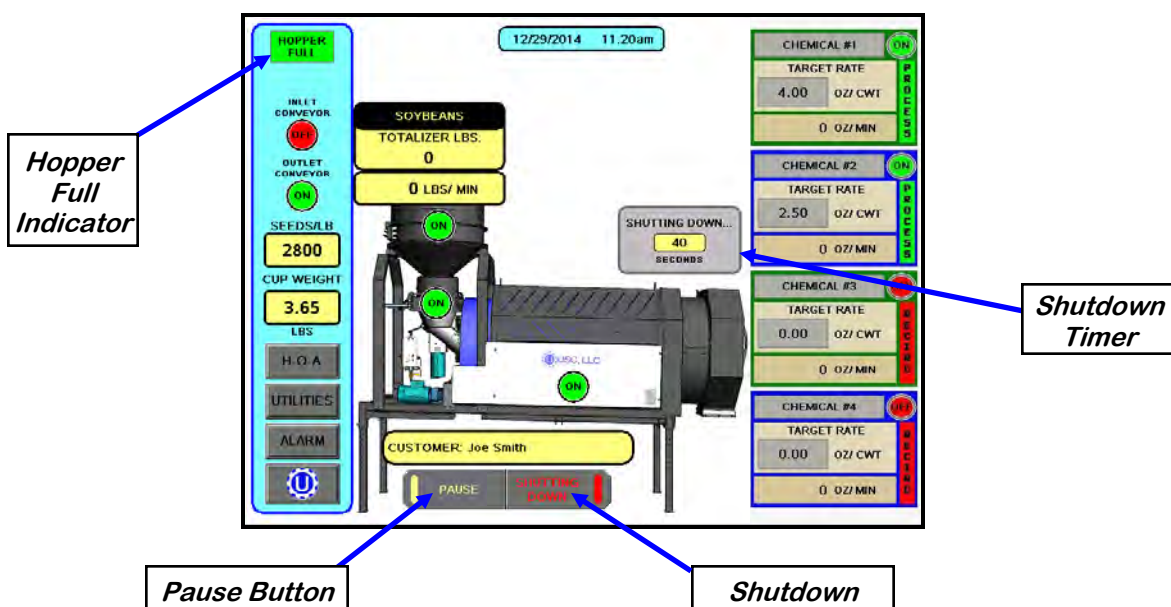 HOPPER
FULL
12/29/2014 11.20am
INLET
CONVEYOR
OFF
OUTLET
CONVEYOR
ON
SEEDS/LB
2800
CUP WEIGHT
3.65
LBS
H.O.A
UTILITIES
ALARM
U
SOYBEANS
TOTALIZER LBS.
0
0 LBS/ MIN
ON
ON
USC, LLC
ON
SHUTTING DOWN...
40
SECONDS
CUSTOMER: Joe Smith
PAUSE
SHUTTING
DOWN
CHEMICAL #1
ON
TARGET RATE
4.00 OZ/ CWT
0 OZ/MIN
PROCESS
CHEMICAL #2
ON
TARGET RATE
2.50 OZ/ CWT
0 OZ/MIN
PROCESS
CHEMICAL #3
TARGET RATE
0.00 OZ/ CWT
0 OZ/MIN
CHEMICAL #4
OFF
TARGET RATE
0.00 OZ/ CWT
0 OZ/MIN
Hopper
Full
Indicator
Shutdown
Timer
Pause Button
Shutdown